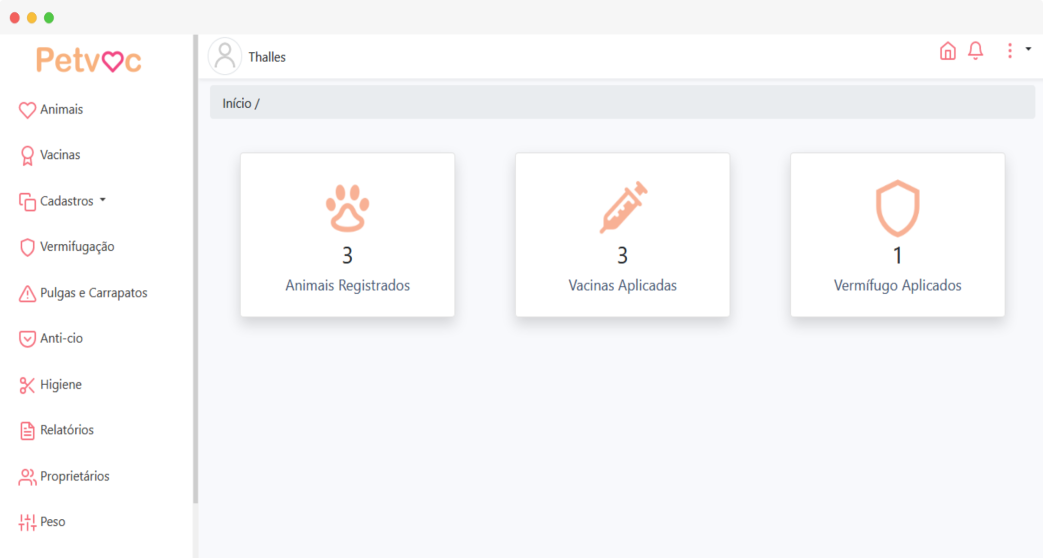 Petvoc
Thalles
Início /
Animais
Vacinas
Cadastros
Vermifugação
Pulgas e Carrapatos
Anti-cio
Higiene
Relatórios
Proprietários
Peso
3
Animais Registrados
3
Vacinas Aplicadas
1
Vermífugo Aplicados